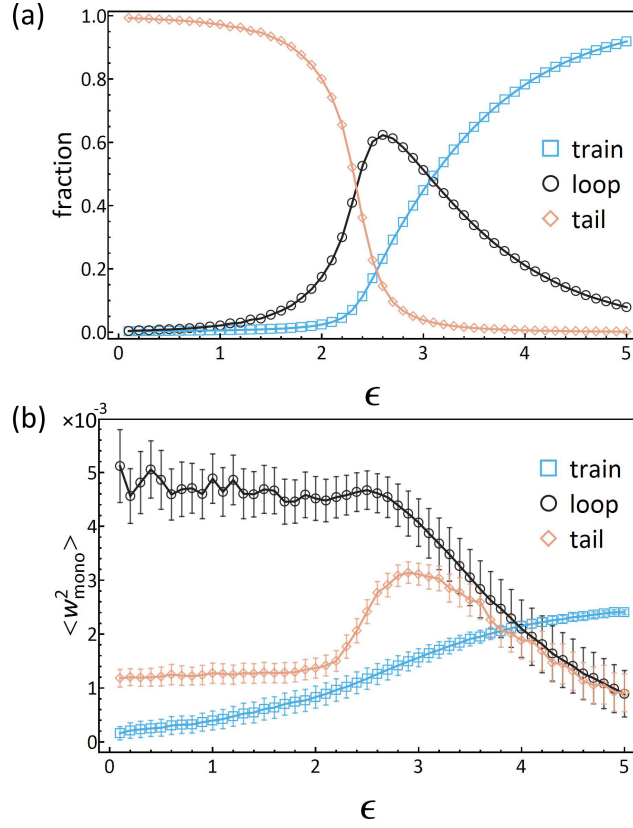 (a)
1.0
0.8
0.6
0.4
0.2
0.0
fraction
train
loop
tail
0 1 2 3 4 5
ϵ
(b)
×10⁻³
6
5
4
3
2
1
0
<w²mono>
train
loop
tail
0 1 2 3 4 5
ϵ